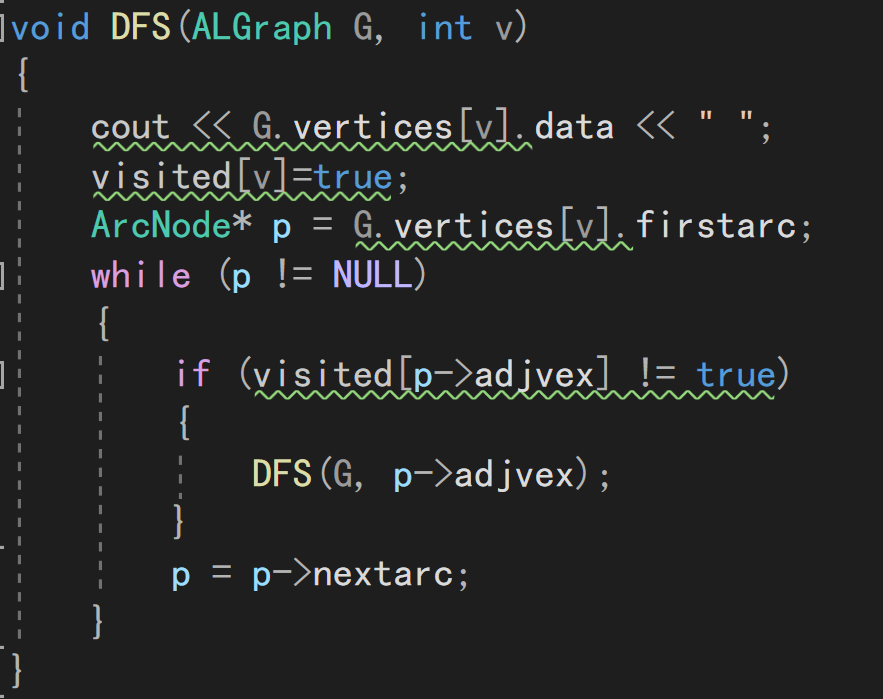 void DFS(ALGraph G, int v)
{
cout << G.vertices[v].data << " ";
visited[v]=true;
ArcNode* p = G.vertices[v].firstarc;
while (p != NULL)
{
if (visited[p->adjvex] != true)
{
DFS(G, p->adjvex);
}
p = p->nextarc;
}
}